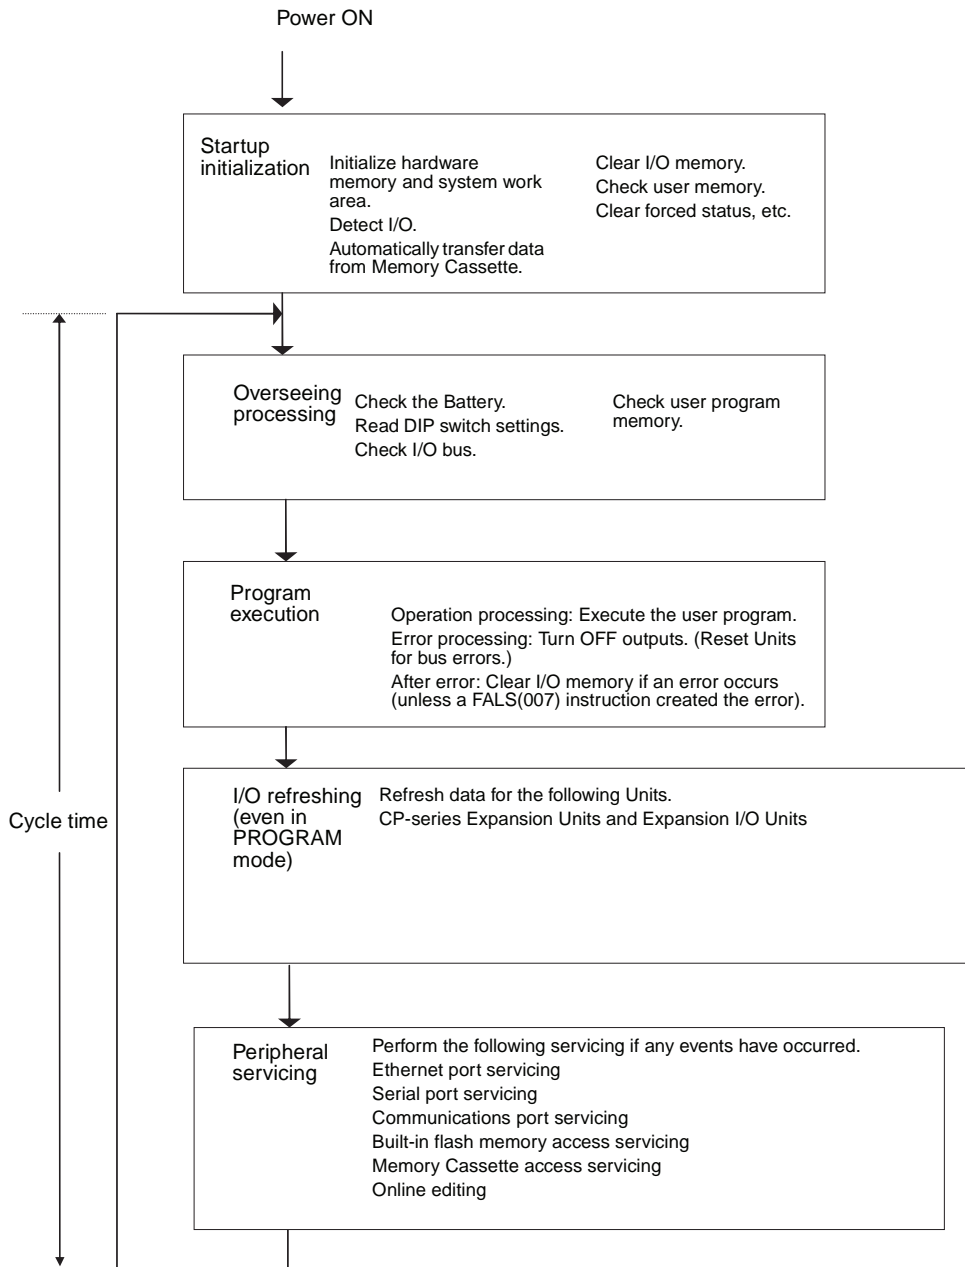 Power ON
Startup
initialization
Initialize hardware
memory and system work
area.
Detect I/O.
Automatically transfer data
from Memory Cassette.
Clear I/O memory.
Check user memory.
Clear forced status, etc.
Overseeing
processing
Check the Battery.
Read DIP switch settings.
Check I/O bus.
Check user program
memory.
Program
execution
Operation processing: Execute the user program.
Error processing: Turn OFF outputs. (Reset Units
for bus errors.)
After error: Clear I/O memory if an error occurs
(unless a FALS(007) instruction created the error).
Cycle time
I/O refreshing
(even in
PROGRAM
mode)
Refresh data for the following Units.
CP-series Expansion Units and Expansion I/O Units
Peripheral
servicing
Perform the following servicing if any events have occurred.
Ethernet port servicing
Serial port servicing
Communications port servicing
Built-in flash memory access servicing
Memory Cassette access servicing
Online editing